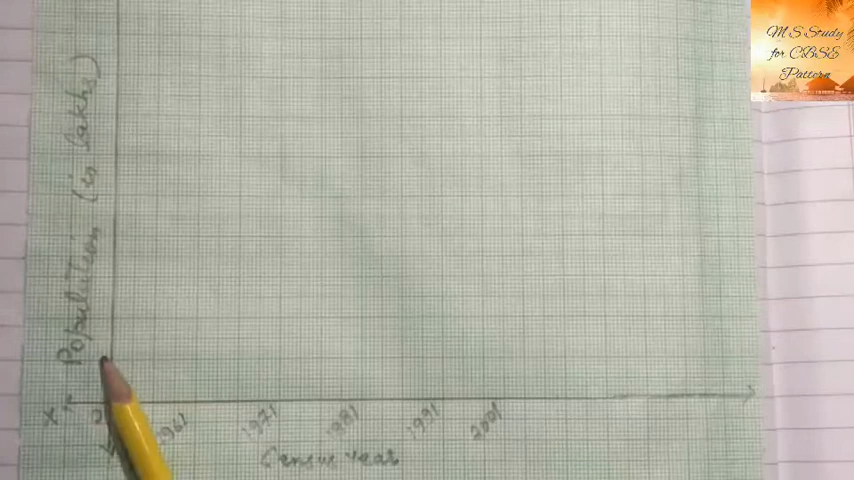 M S Study
for CBSE
Pattern
Population (in lakhs)
X
1961
1971
1981
1991
2001
Census year